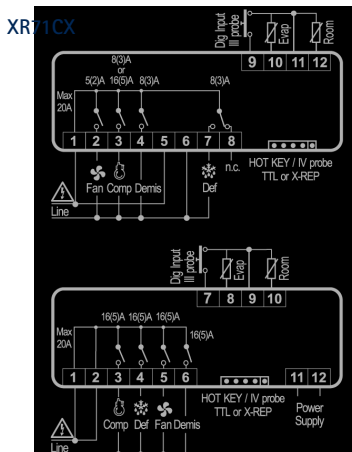 XR71CX
Dig Input
III probe
Evap
Room
8(3)A
or
5(2)A 16(5)A 8(3)A 8(3)A
9 10 11 12
Max
20A
1 2 3 4 5 6 7 8
n.c.
Fan Comp Demis Def
HOT KEY / IV probe
TTL or X-REP
Line
Dig Input
III probe
Evap
Room
7 8 9 10
Max
20A
16(5)A 16(5)A 16(5)A
16(5)A
1 2 3 4 5 6 11 12
HOT KEY / IV probe
TTL or X-REP
Power
Supply
Comp Def Fan Demis
Line